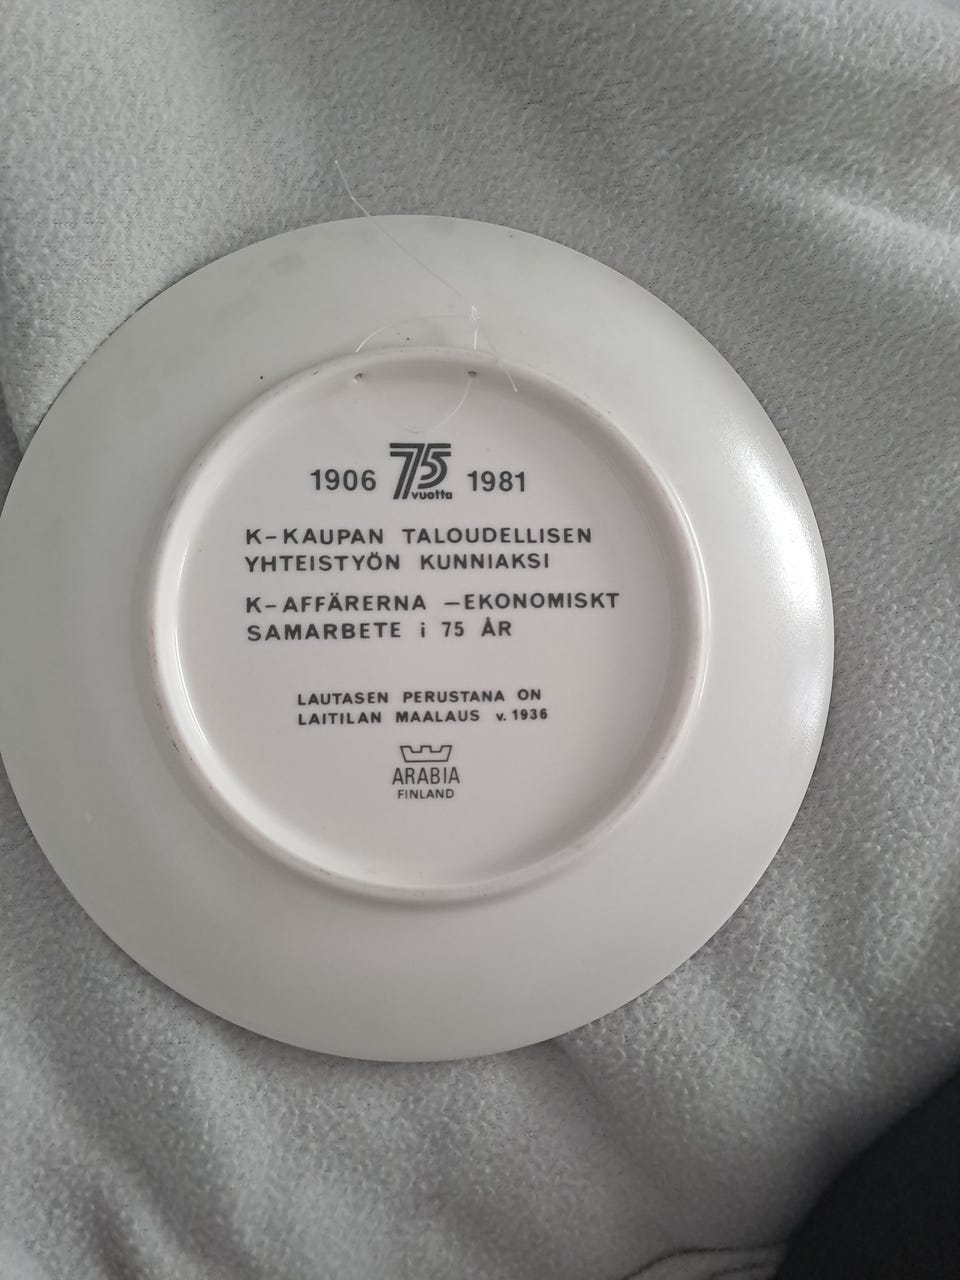 1906 75 vuotta 1981
K-KAUPAN TALOUDELLISEN
YHTEISTYÖN KUNNIAKSI
K-AFFÄRERNA -EKONOMISKT
SAMARBETE i 75 ÅR
LAUTASEN PERUSTANA ON
LAITILAN MAALAUS v. 1936
ARABIA
FINLAND